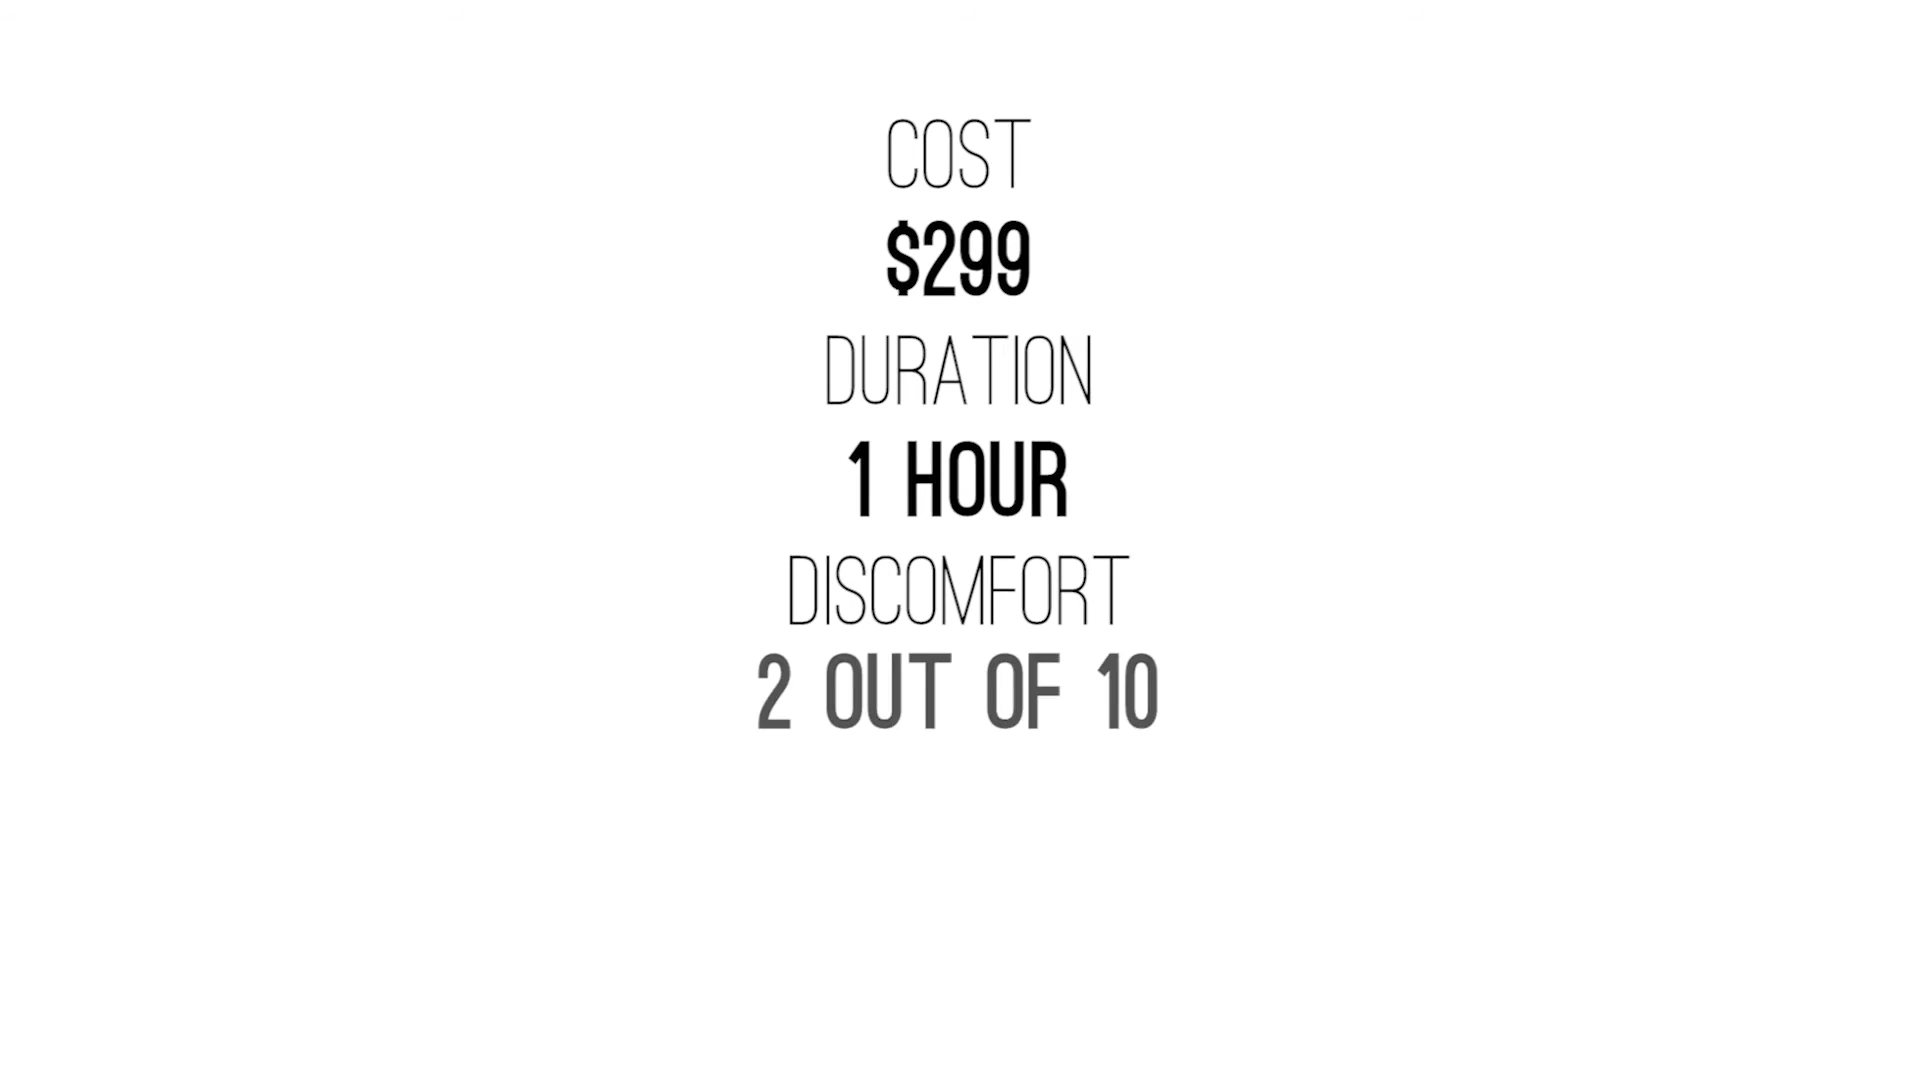 COST
$299
DURATION
1 HOUR
DISCOMFORT
2 OUT OF 10